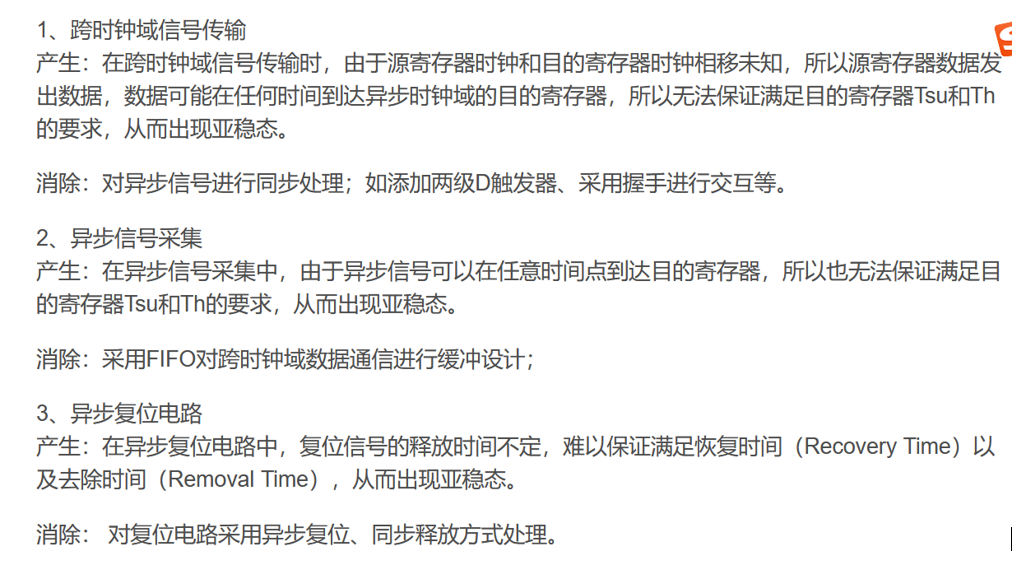 1、跨时钟域信号传输
产生：在跨时钟域信号传输时，由于源寄存器时钟和目的寄存器时钟相移未知，所以源寄存器数据发
出数据，数据可能在任何时间到达异步时钟域的目的寄存器，所以无法保证满足目的寄存器Tsu和Th
的要求，从而出现亚稳态。
消除：对异步信号进行同步处理；如添加两级D触发器、采用握手进行交互等。
2、异步信号采集
产生：在异步信号采集中，由于异步信号可以在任意时间点到达目的寄存器，所以也无法保证满足目
的寄存器Tsu和Th的要求，从而出现亚稳态。
消除：采用FIFO对跨时钟域数据通信进行缓冲设计；
3、异步复位电路
产生：在异步复位电路中，复位信号的释放时间不定，难以保证满足恢复时间（Recovery Time）以
及去除时间（Removal Time），从而出现亚稳态。
消除： 对复位电路采用异步复位、同步释放方式处理。